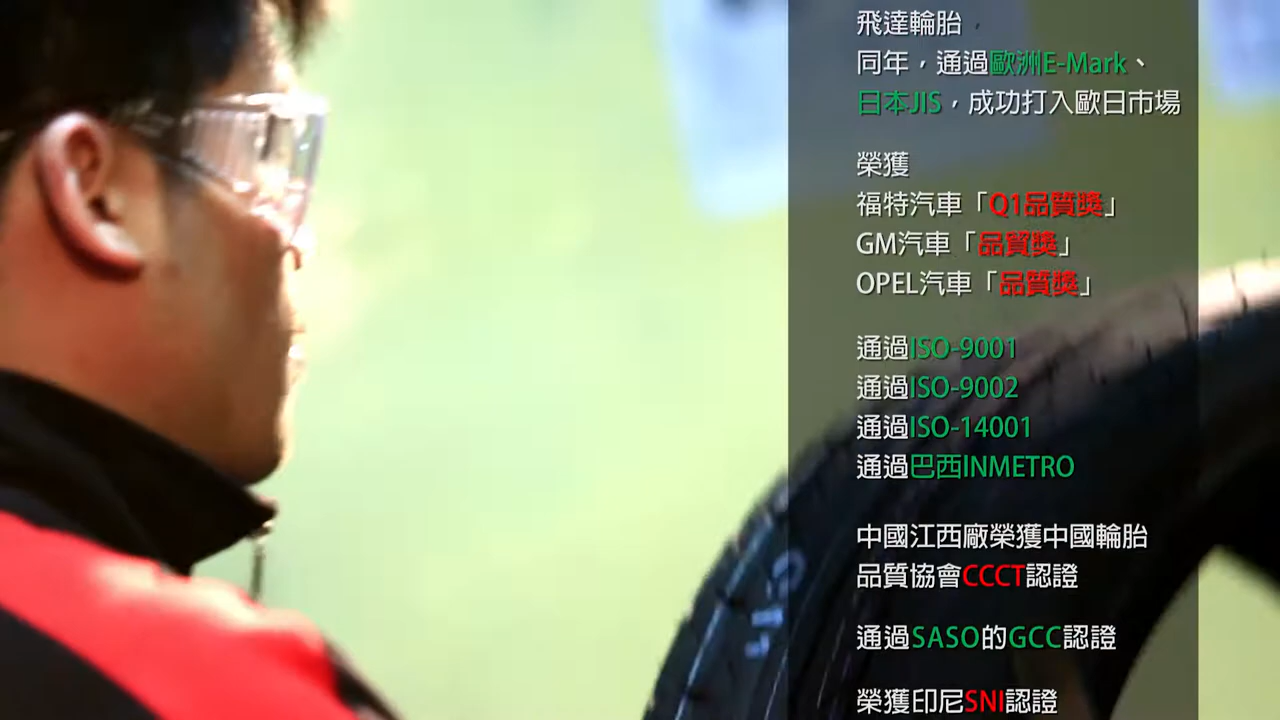 飛達輪胎，
同年，通過歐洲E-Mark、
日本JIS，成功打入歐日市場
榮獲
福特汽車「Q1品質獎」
GM汽車「品質獎」
OPEL汽車「品質獎」
通過ISO-9001
通過ISO-9002
通過ISO-14001
通過巴西INMETRO
中國江西廠榮獲中國輪胎
品質協會CCCT認證
通過SASO的GCC認證
榮獲印尼SNI認證